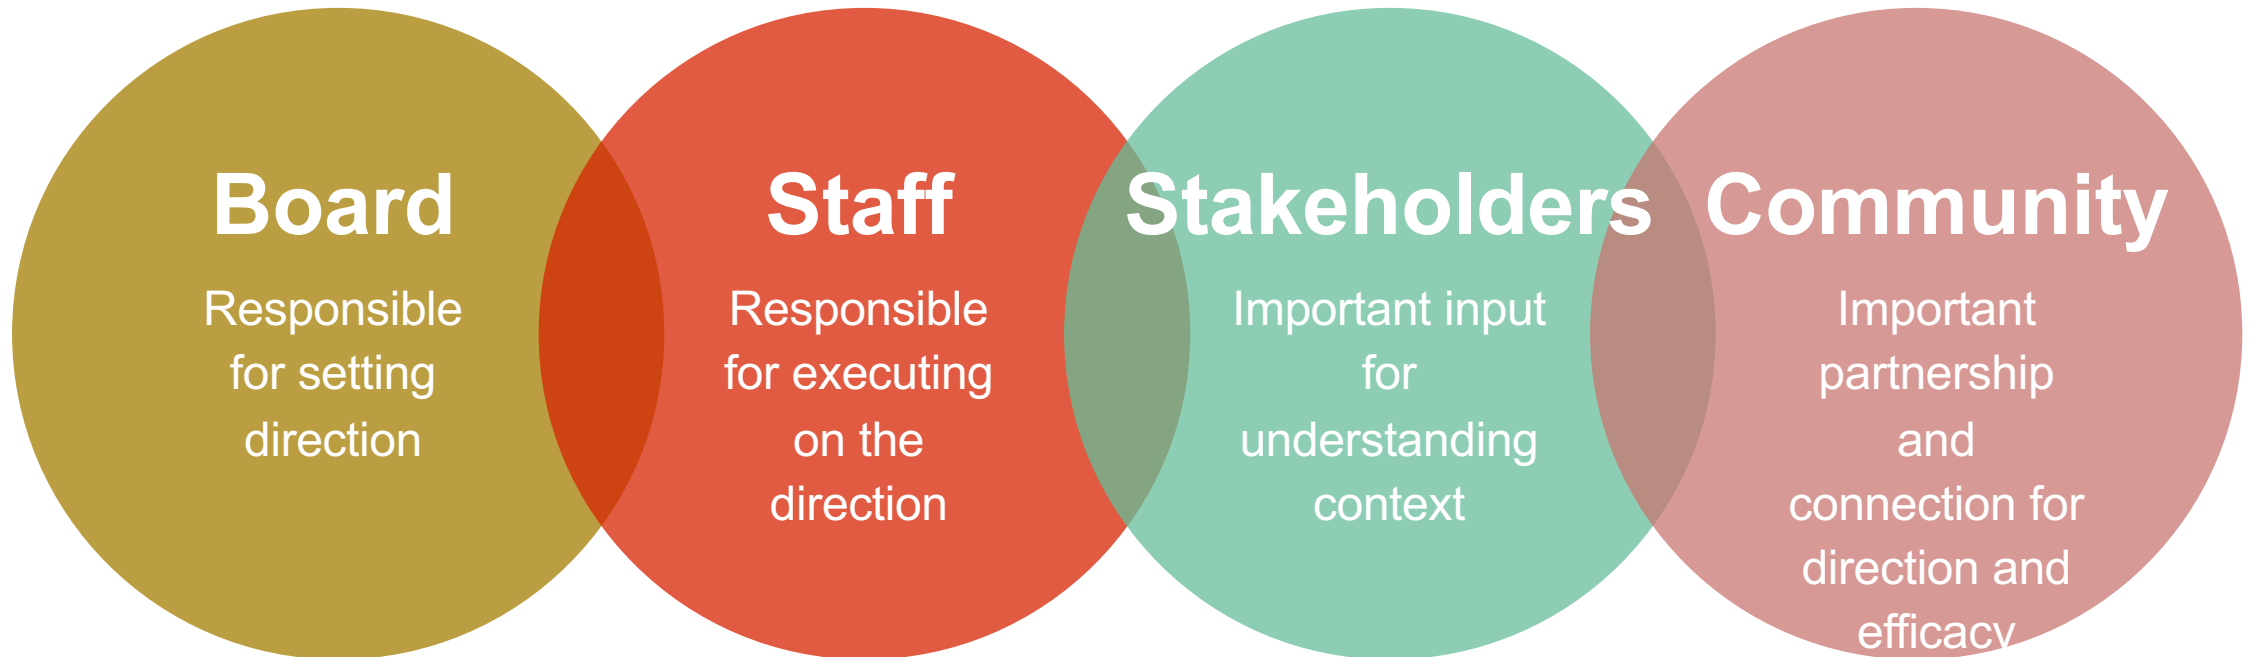 Board
Responsible
for setting
direction
Staff
Responsible
for executing
on the
direction
Stakeholders
Important input
for
understanding
context
Community
Important
partnership
and
connection for
direction and
efficacy